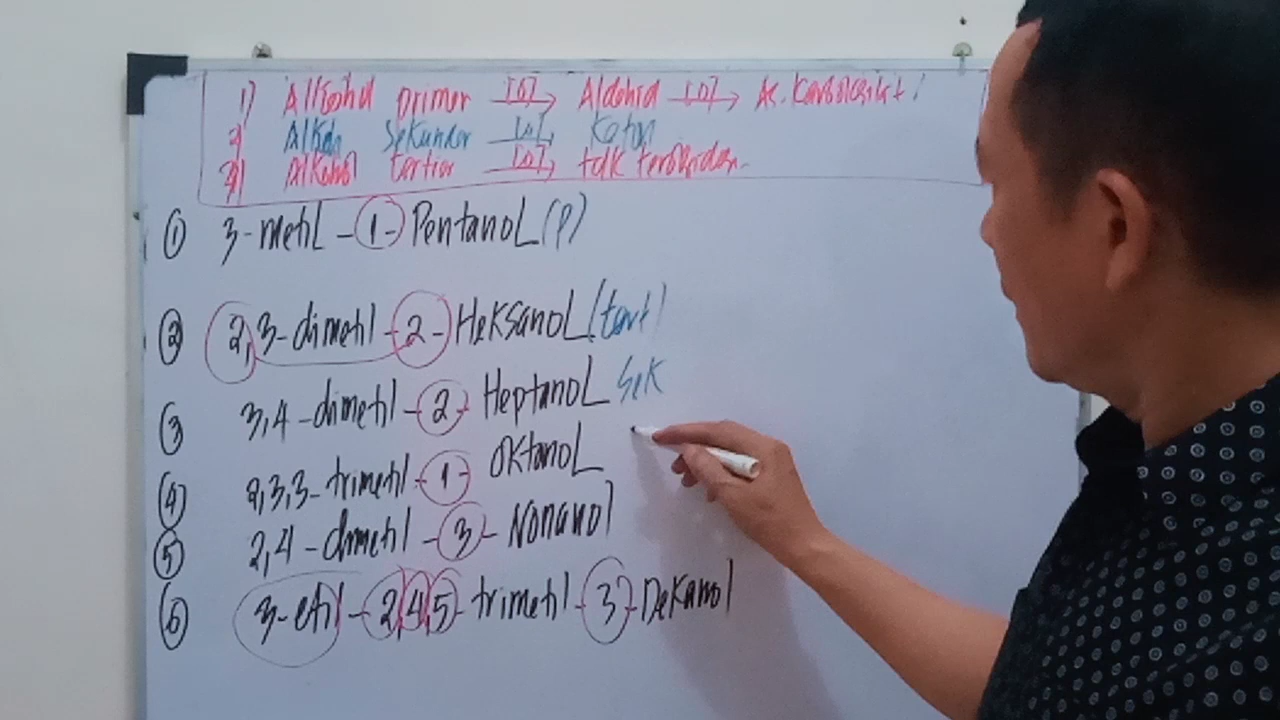 1) Alkohol primer [O]→ Aldehid [O]→ As. Karboksilat
2) Alkoh Sekunder [O]→ Keton
3) Alkohol tertier [O]→ tdk teroksidasi
① 3-metil-1-Pentanol (P)
② 2,3-dimetil-2-Heksanol (tert)
③ 3,4-dimetil-2-Heptanol Sek
④ 2,3,3-trimetil-1-Oktanol
⑤ 2,4-dimetil-3-Nonanol
⑥ 3-etil-2,4,5-trimetil-3-Dekanol